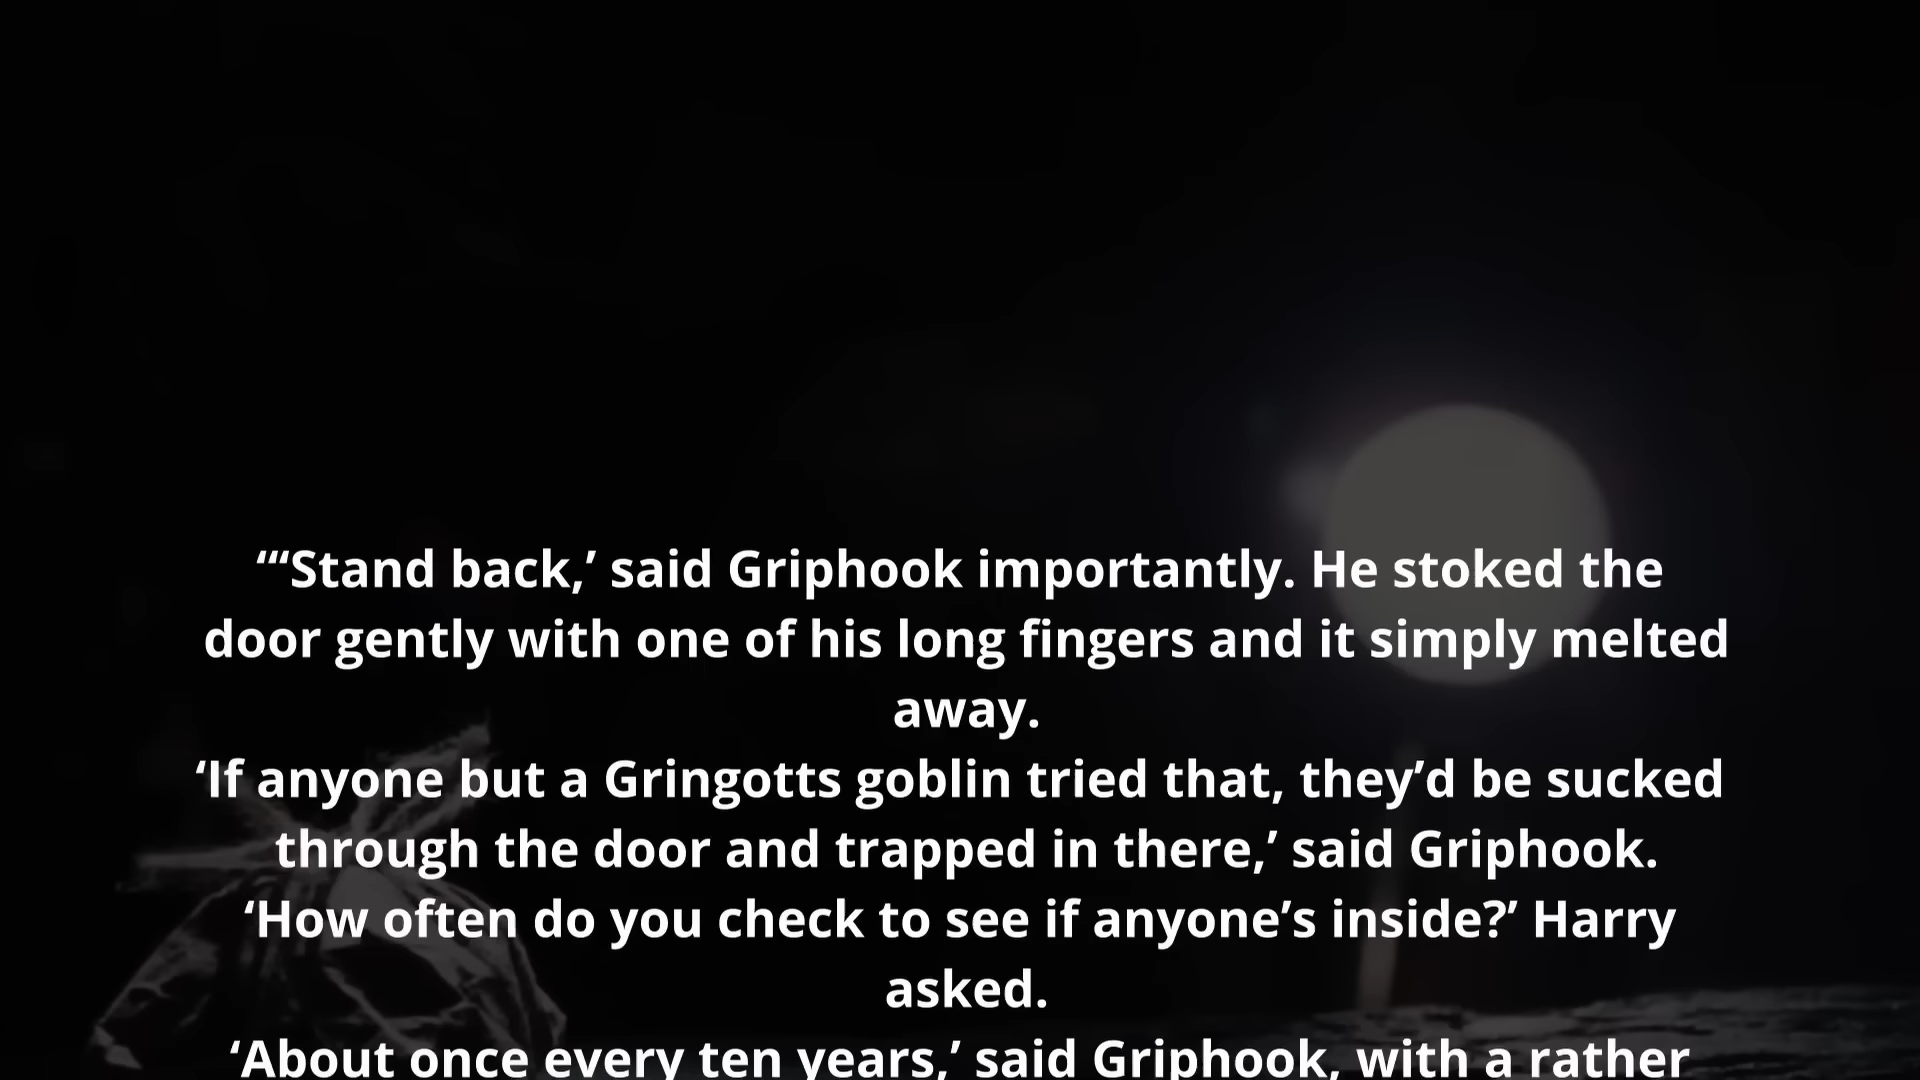 “‘Stand back,’ said Griphook importantly. He stoked the
door gently with one of his long fingers and it simply melted
away.
‘If anyone but a Gringotts goblin tried that, they’d be sucked
through the door and trapped in there,’ said Griphook.
‘How often do you check to see if anyone’s inside?’ Harry
asked.
‘About once every ten years,’ said Griphook, with a rather